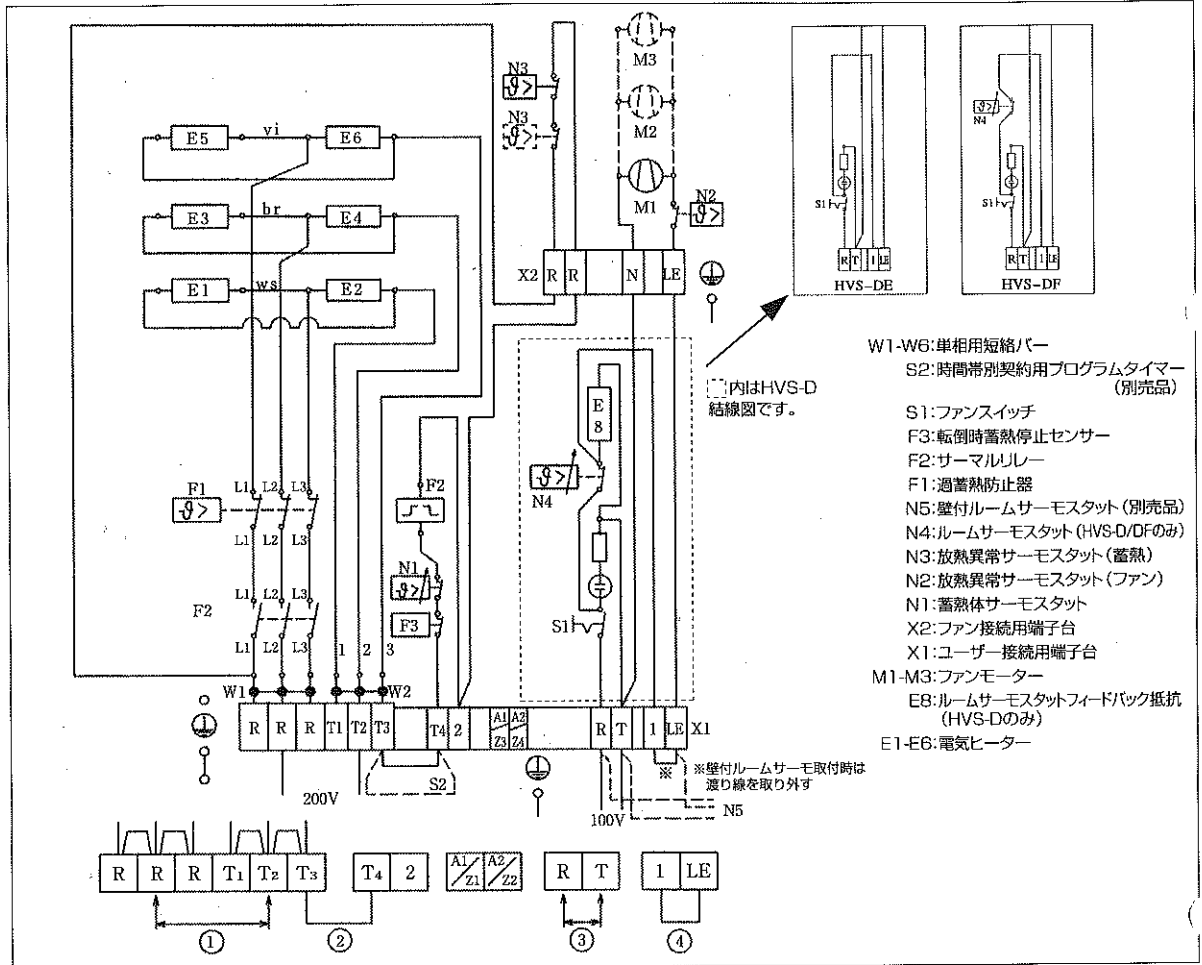 M3
N3
ϑ>
M2
N3
ϑ>
M1
N2
ϑ>
E5
vi
E6
E3
br
E4
E1
ws
E2
X2
R
R
N
LE
N4
ϑ>
S1
R
T
1
LE
HVS-DE
S1
R
T
1
LE
HVS-DF
[ ]内はHVS-D
結線図です。
W1-W6:単相用短絡バー
S2:時間帯別契約用プログラムタイマー
(別売品)
S1:ファンスイッチ
F3:転倒時蓄熱停止センサー
F2:サーマルリレー
F1:過蓄熱防止器
N5:壁付ルームサーモスタット(別売品)
N4:ルームサーモスタット(HVS-D/DFのみ)
N3:放熱異常サーモスタット(蓄熱)
N2:放熱異常サーモスタット(ファン)
N1:蓄熱体サーモスタット
X2:ファン接続用端子台
X1:ユーザー接続用端子台
M1-M3:ファンモーター
E8:ルームサーモスタットフィードバック抵抗
(HVS-Dのみ)
E1-E6:電気ヒーター
E
8
ϑ>
N4
S1
F1
ϑ>
L1
L2
L3
L1
L2
L3
F2
L1
L2
L3
L1
L2
L3
1
2
3
F2
N1
ϑ>
F3
W1
W2
R
R
R
T1
T2
T3
T4
2
A1
Z3
A2
Z4
R
T
1
LE
X1
S2
200V
100V
※
※壁付ルームサーモ取付時は
渡り線を取り外す
N5
R
R
R
T1
T2
T3
T4
2
A1/Z1
A2/Z2
R
T
1
LE
①
②
③
④